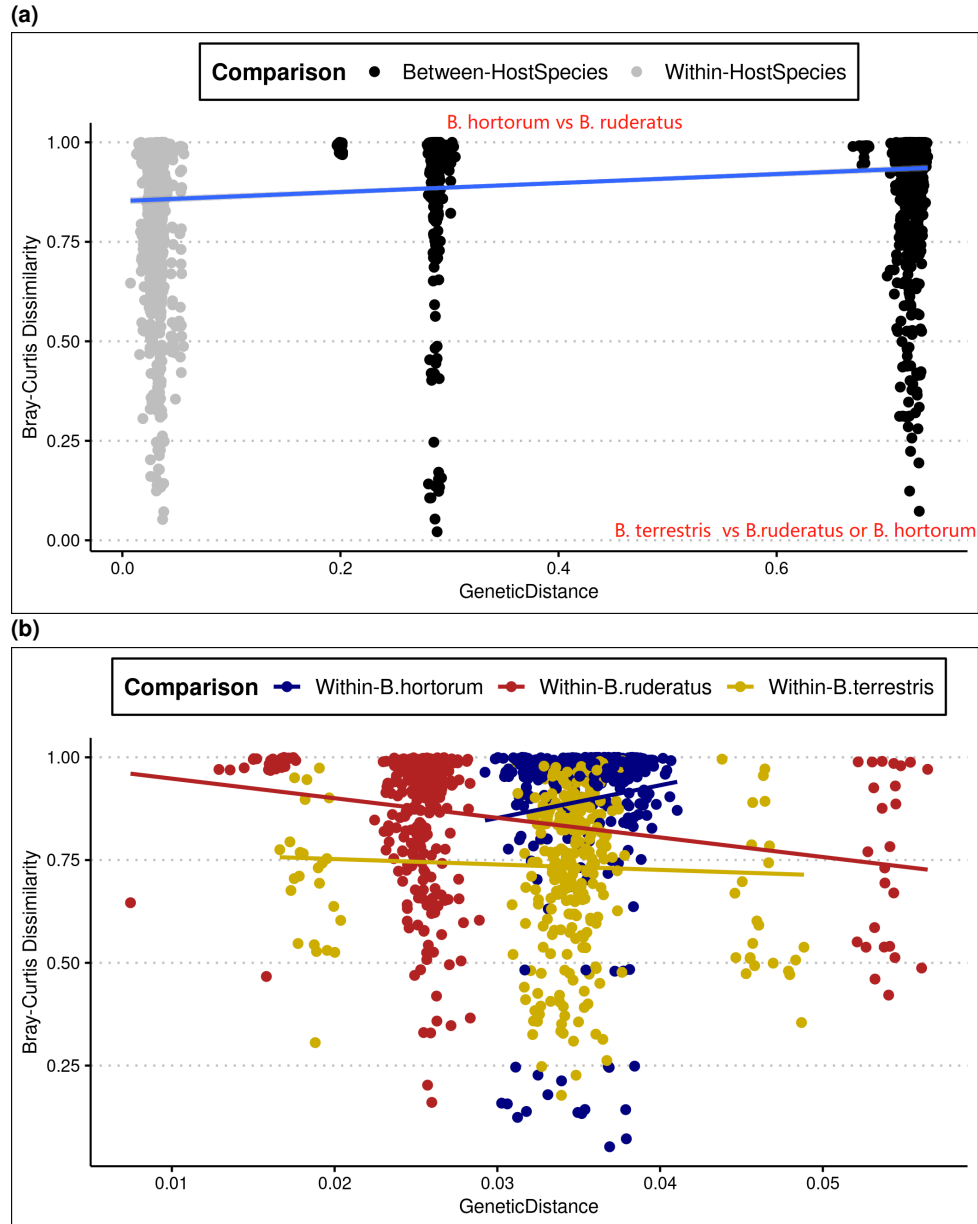 (a)
Comparison Between-HostSpecies Within-HostSpecies
B. hortorum vs B. ruderatus
1.00
0.75
0.50
0.25
0.00
Bray-Curtis Dissimilarity
B. terrestris vs B.ruderatus or B. hortorum
0.0 0.2 0.4 0.6
GeneticDistance
(b)
Comparison Within-B.hortorum Within-B.ruderatus Within-B.terrestris
1.00
0.75
0.50
0.25
Bray-Curtis Dissimilarity
0.01 0.02 0.03 0.04 0.05
GeneticDistance